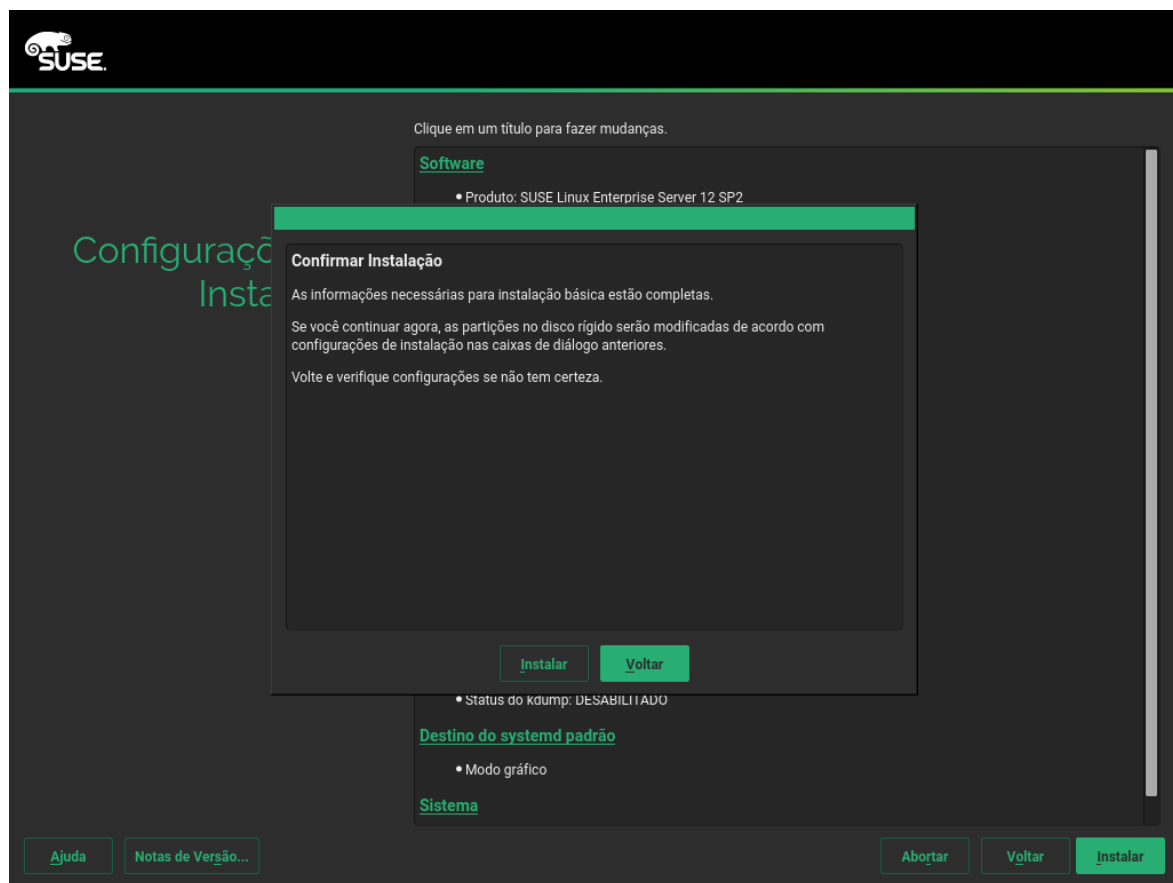 SUSE.
Clique em um título para fazer mudanças.
Software
• Produto: SUSE Linux Enterprise Server 12 SP2
Confirmar Instalação
As informações necessárias para instalação básica estão completas.
Se você continuar agora, as partições no disco rígido serão modificadas de acordo com
configurações de instalação nas caixas de diálogo anteriores.
Volte e verifique configurações se não tem certeza.
Instalar
Voltar
• Status do kdump: DESABILITADO
Destino do systemd padrão
• Modo gráfico
Sistema
Ajuda
Notas de Versão...
Abortar
Voltar
Instalar